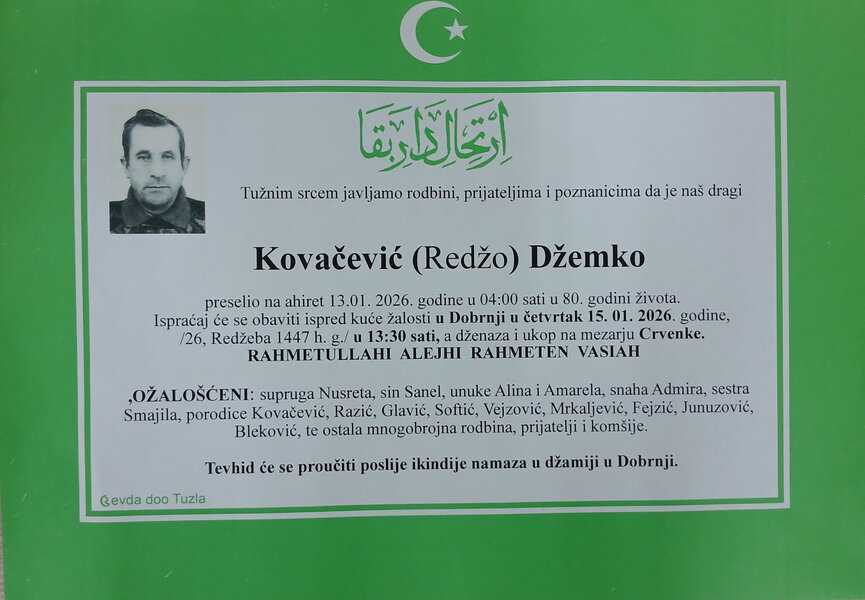 اِرْتِحَالِ دَارِ بَقَا
Tužnim srcem javljamo rodbini, prijateljima i poznanicima da je naš dragi
Kovačević (Redžo) Džemko
preselio na ahiret 13.01. 2026. godine u 04:00 sati u 80. godini života.
Ispraćaj će se obaviti ispred kuće žalosti u Dobrnji u četvrtak 15. 01. 2026. godine,
/26, Redžeba 1447 h. g./ u 13:30 sati, a dženaza i ukop na mezarju Crvenke.
RAHMETULLAHI ALEJHI RAHMETEN VASIAH
,OŽALOŠĆENI: supruga Nusreta, sin Sanel, unuke Alina i Amarela, snaha Admira, sestra
Smajila, porodice Kovačević, Razić, Glavić, Softić, Vejzović, Mrkaljević, Fejzić, Junuzović,
Bleković, te ostala mnogobrojna rodbina, prijatelji i komšije.
Tevhid će se proučiti poslije ikindije namaza u džamiji u Dobrnji.
evda doo Tuzla